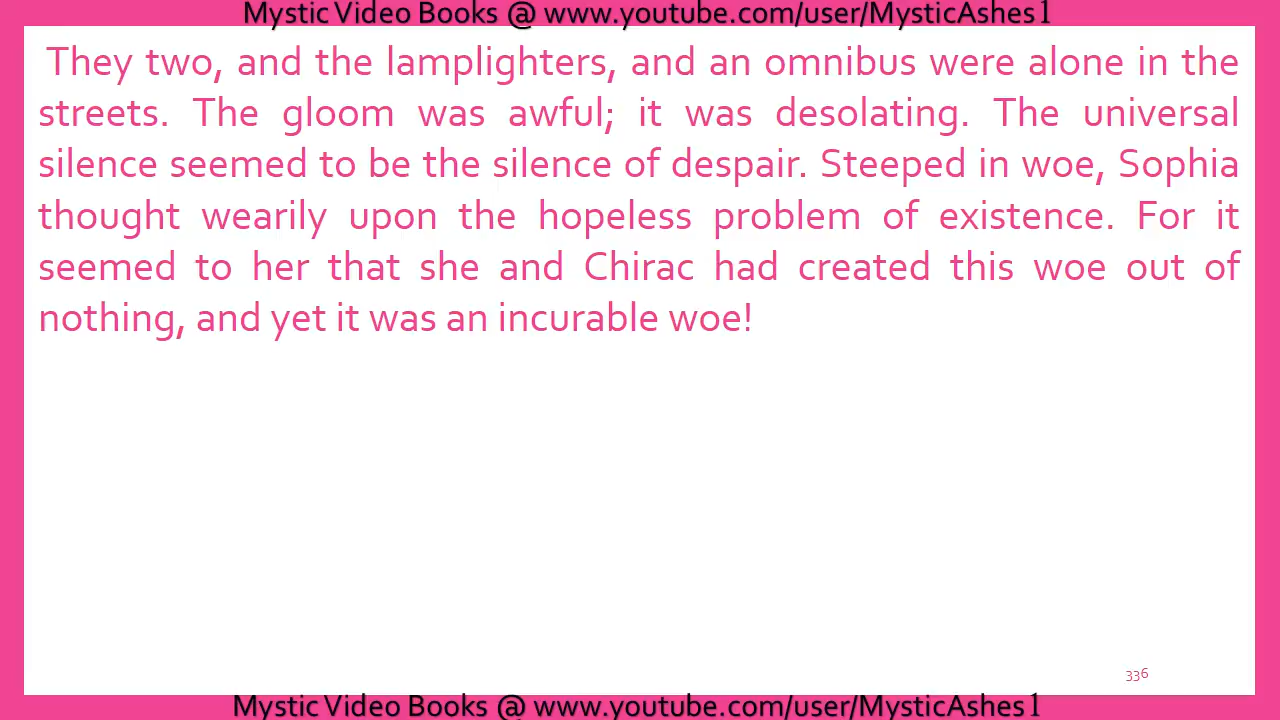 Mystic Video Books @ www.youtube.com/user/MysticAshes1
They two, and the lamplighters, and an omnibus were alone in the
streets. The gloom was awful; it was desolating. The universal
silence seemed to be the silence of despair. Steeped in woe, Sophia
thought wearily upon the hopeless problem of existence. For it
seemed to her that she and Chirac had created this woe out of
nothing, and yet it was an incurable woe!
336
Mystic Video Books @ www.youtube.com/user/MysticAshes1